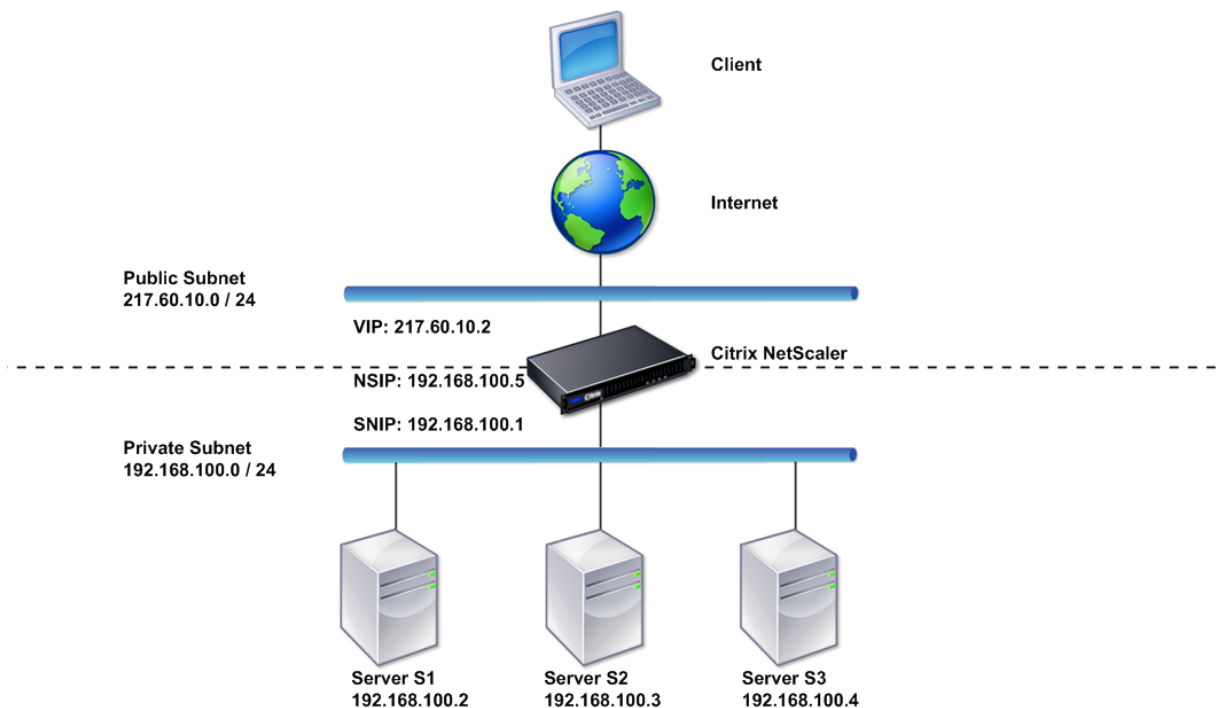 Client
Internet
Public Subnet
217.60.10.0 / 24
VIP: 217.60.10.2
Citrix NetScaler
NSIP: 192.168.100.5
SNIP: 192.168.100.1
Private Subnet
192.168.100.0 / 24
Server S1
192.168.100.2
Server S2
192.168.100.3
Server S3
192.168.100.4